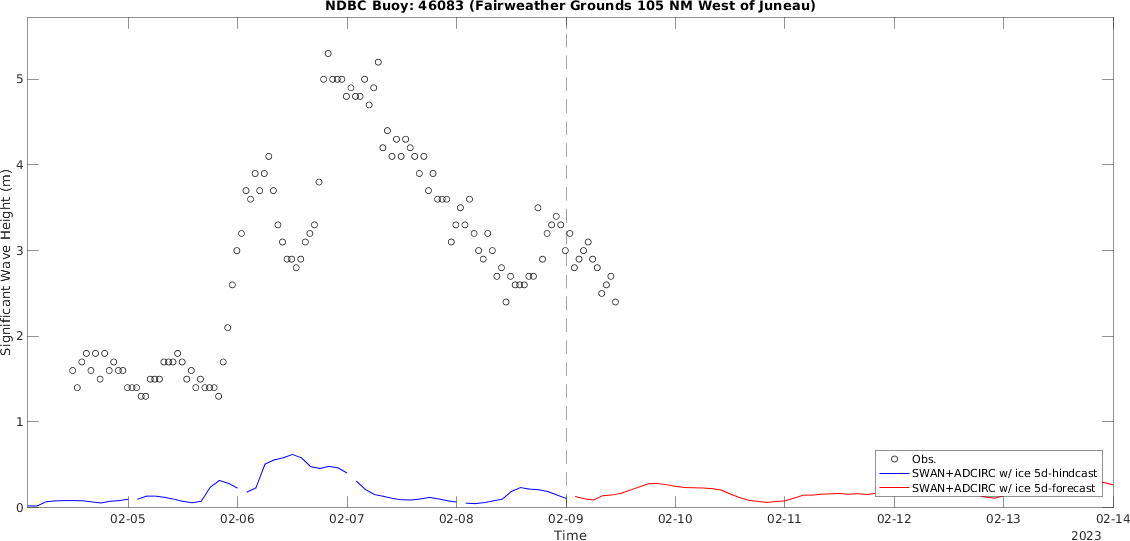 NDBC Buoy: 46083 (Fairweather Grounds 105 NM West of Juneau)
Significant Wave Height (m)
5
4
3
2
1
0
Obs.
SWAN+ADCIRC w/ ice 5d-hindcast
SWAN+ADCIRC w/ ice 5d-forecast
02-05 02-06 02-07 02-08 02-09 02-10 02-11 02-12 02-13 02-14
Time
2023